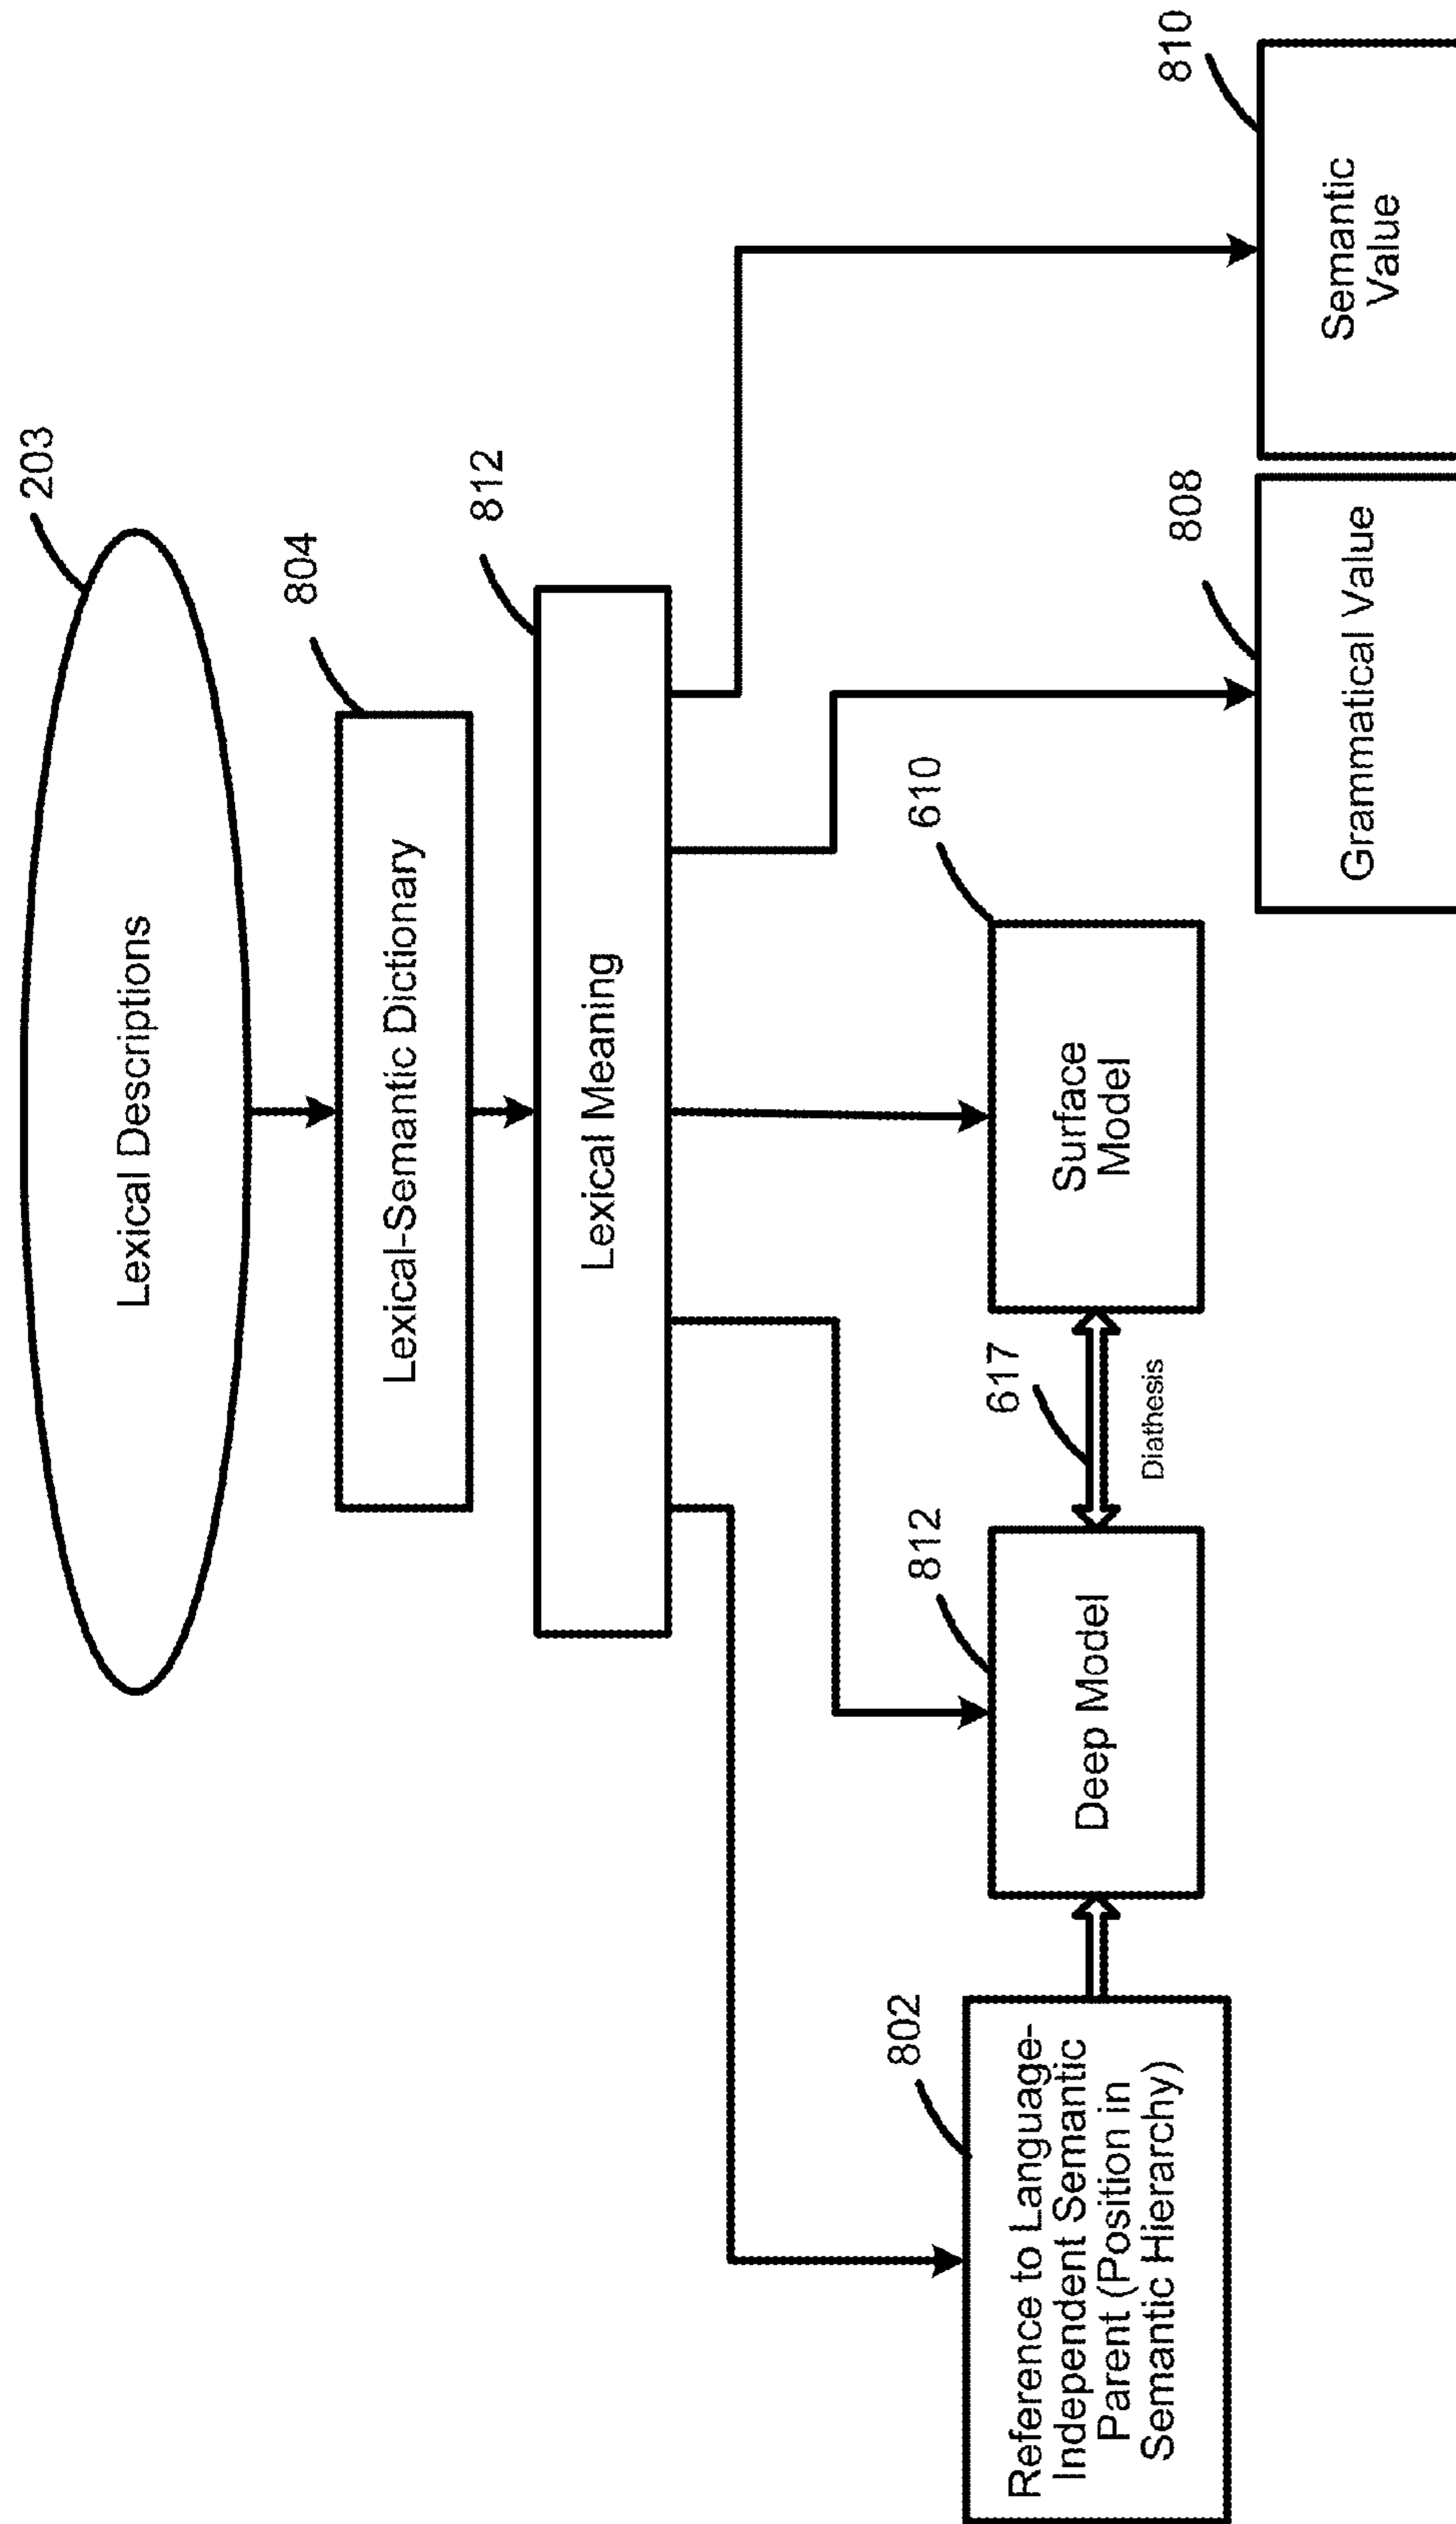 203
Lexical Descriptions
804
Lexical-Semantic Dictionary
812
Lexical Meaning
802
Reference to Language-
Independent Semantic
Parent (Position in
Semantic Hierarchy)
812
Deep Model
617
Diathesis
610
Surface
Model
808
Grammatical Value
810
Semantic
Value